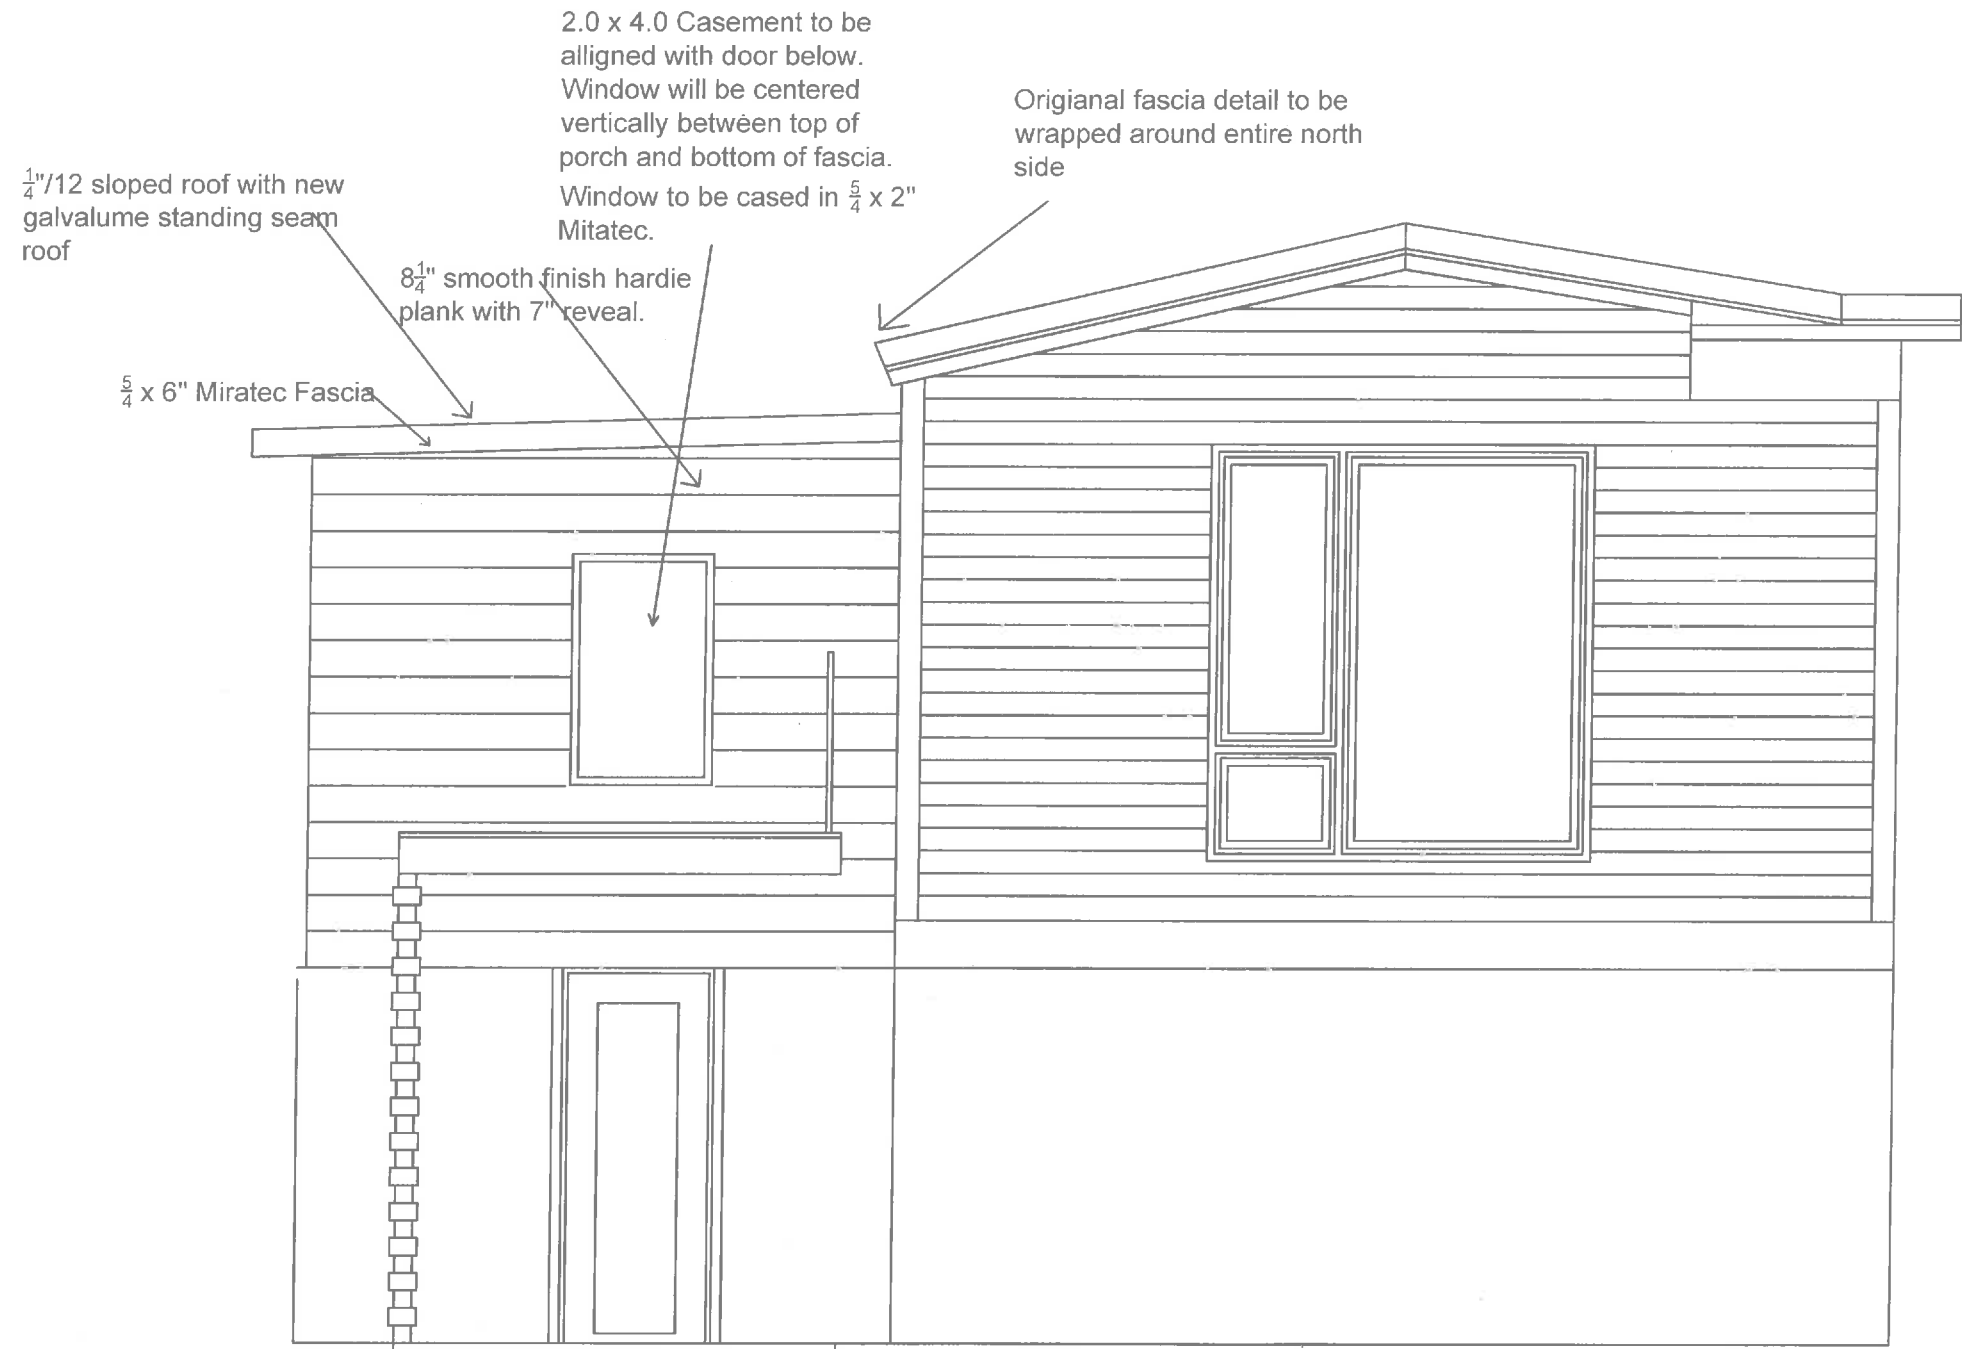 2.0 x 4.0 Casement to be
alligned with door below.
Window will be centered
vertically between top of
porch and bottom of fascia.
Window to be cased in 5/4 x 2"
Mitatec.
Origianal fascia detail to be
wrapped around entire north
side
1/4"/12 sloped roof with new
galvalume standing seam
roof
8 1/4" smooth finish hardie
plank with 7" reveal.
5/4 x 6" Miratec Fascia